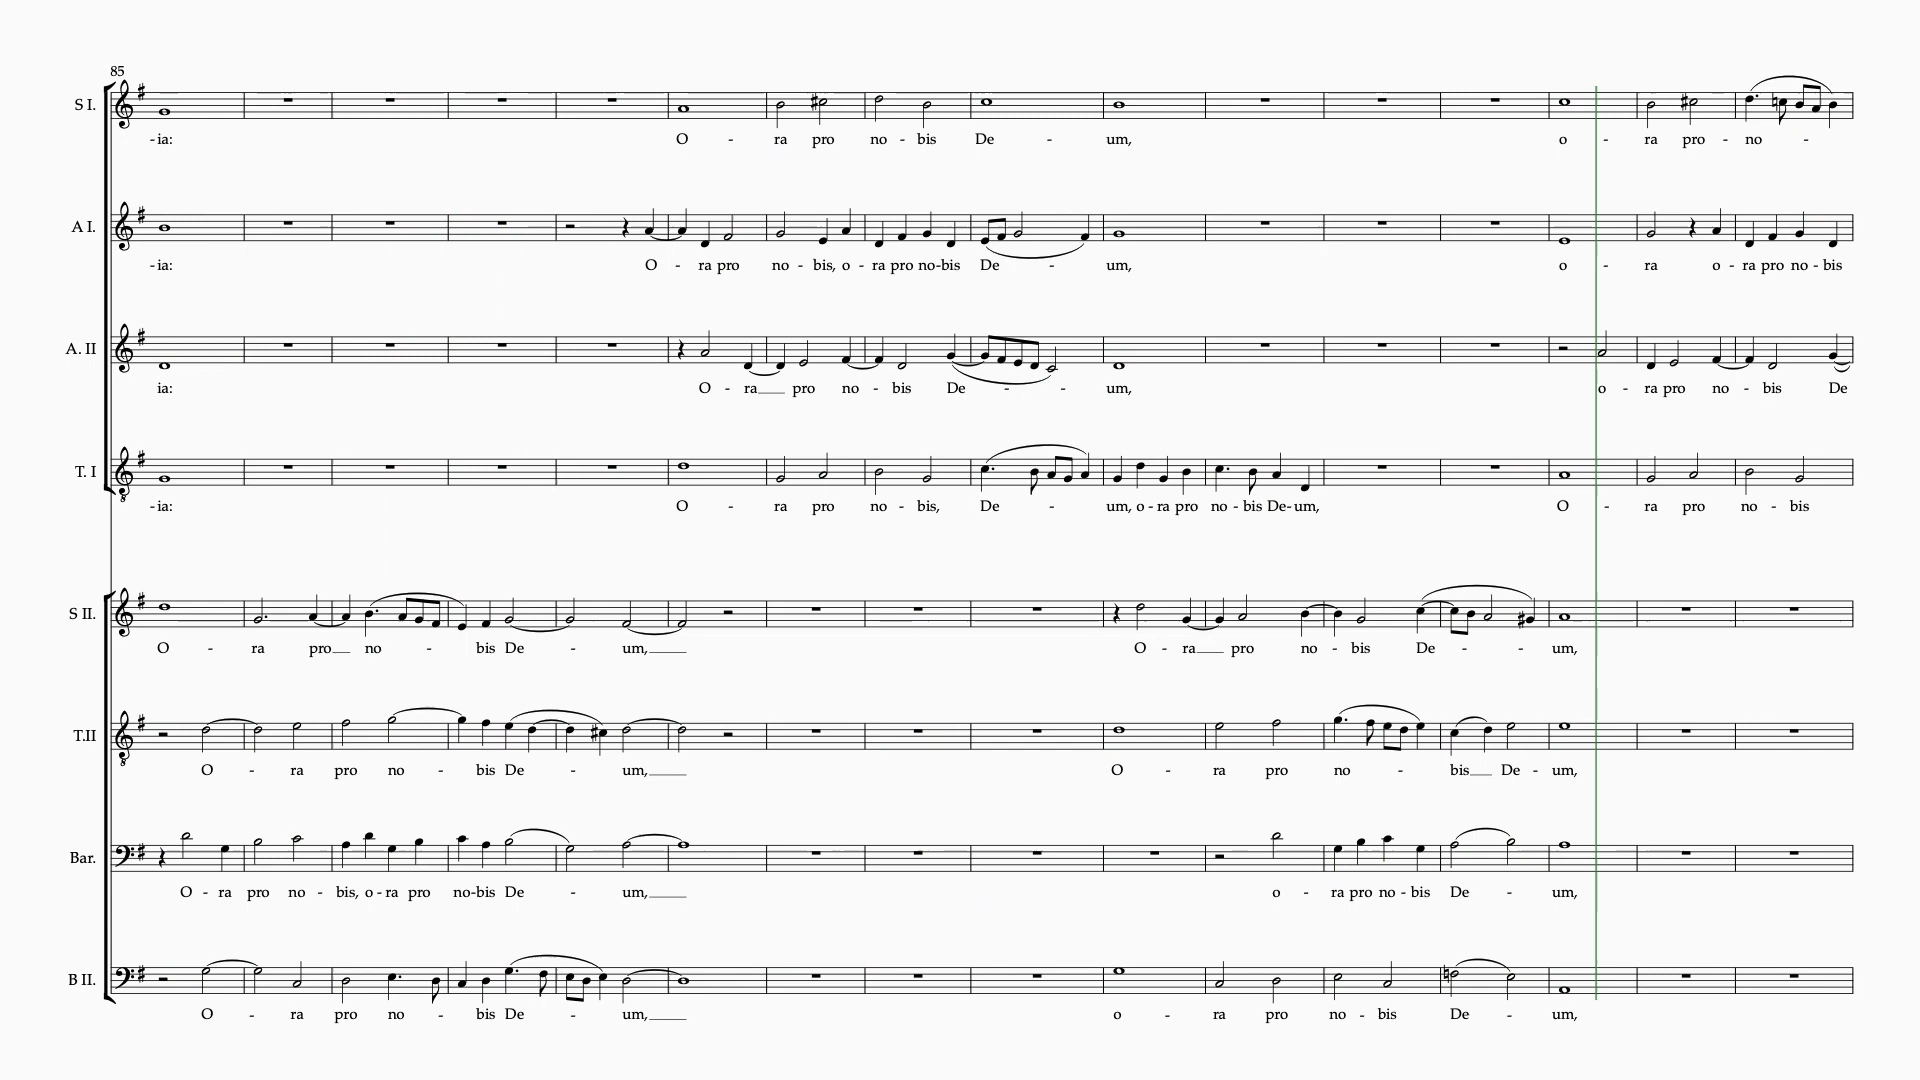 85
S I.
-ia: O - ra pro no - bis De - um, o - ra pro - no -
A I.
-ia: O - ra pro no - bis, o - ra pro no-bis De - um, o - ra o - ra pro no - bis
A. II
ia: O - ra pro no - bis De - - um, o - ra pro no - bis De
T. I
-ia: O - ra pro no - bis, De - um, o - ra pro no - bis De-um, O - ra pro no - bis
S II.
O - ra pro no - bis De - um, O - ra pro no - bis De - - um,
T.II
O - ra pro no - bis De - um, O - ra pro no - bis De - um,
Bar.
O - ra pro no - bis, o - ra pro no-bis De - um, o - ra pro no - bis De - um,
B II.
O - ra pro no - bis De - um, o - ra pro no - bis De - um,